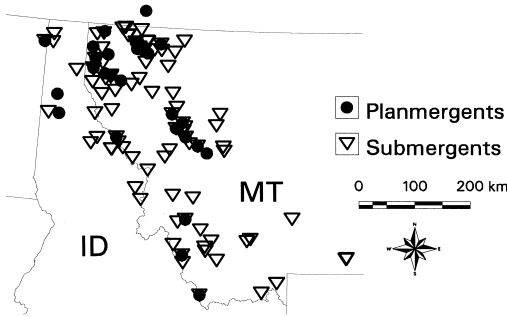 Planmergents
Submergents
0 100 200 km
MT
ID
N
W E
S